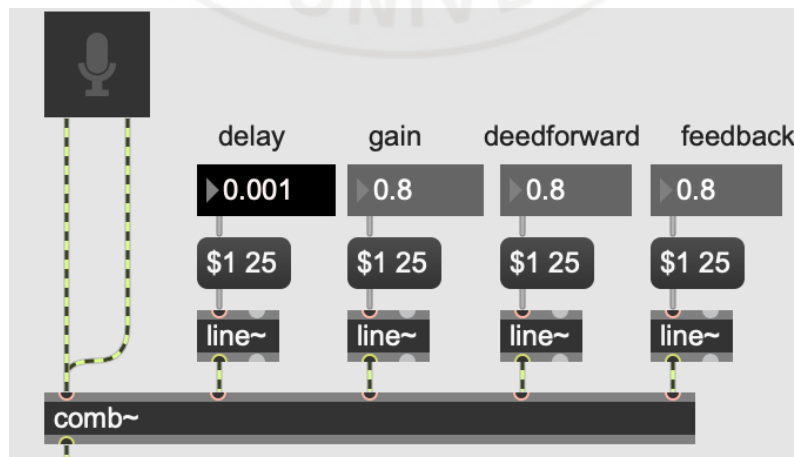 UNIVE
delay gain deedforward feedback
0.001 0.8 0.8 0.8
$1 25 $1 25 $1 25 $1 25
line~ line~ line~ line~
comb~